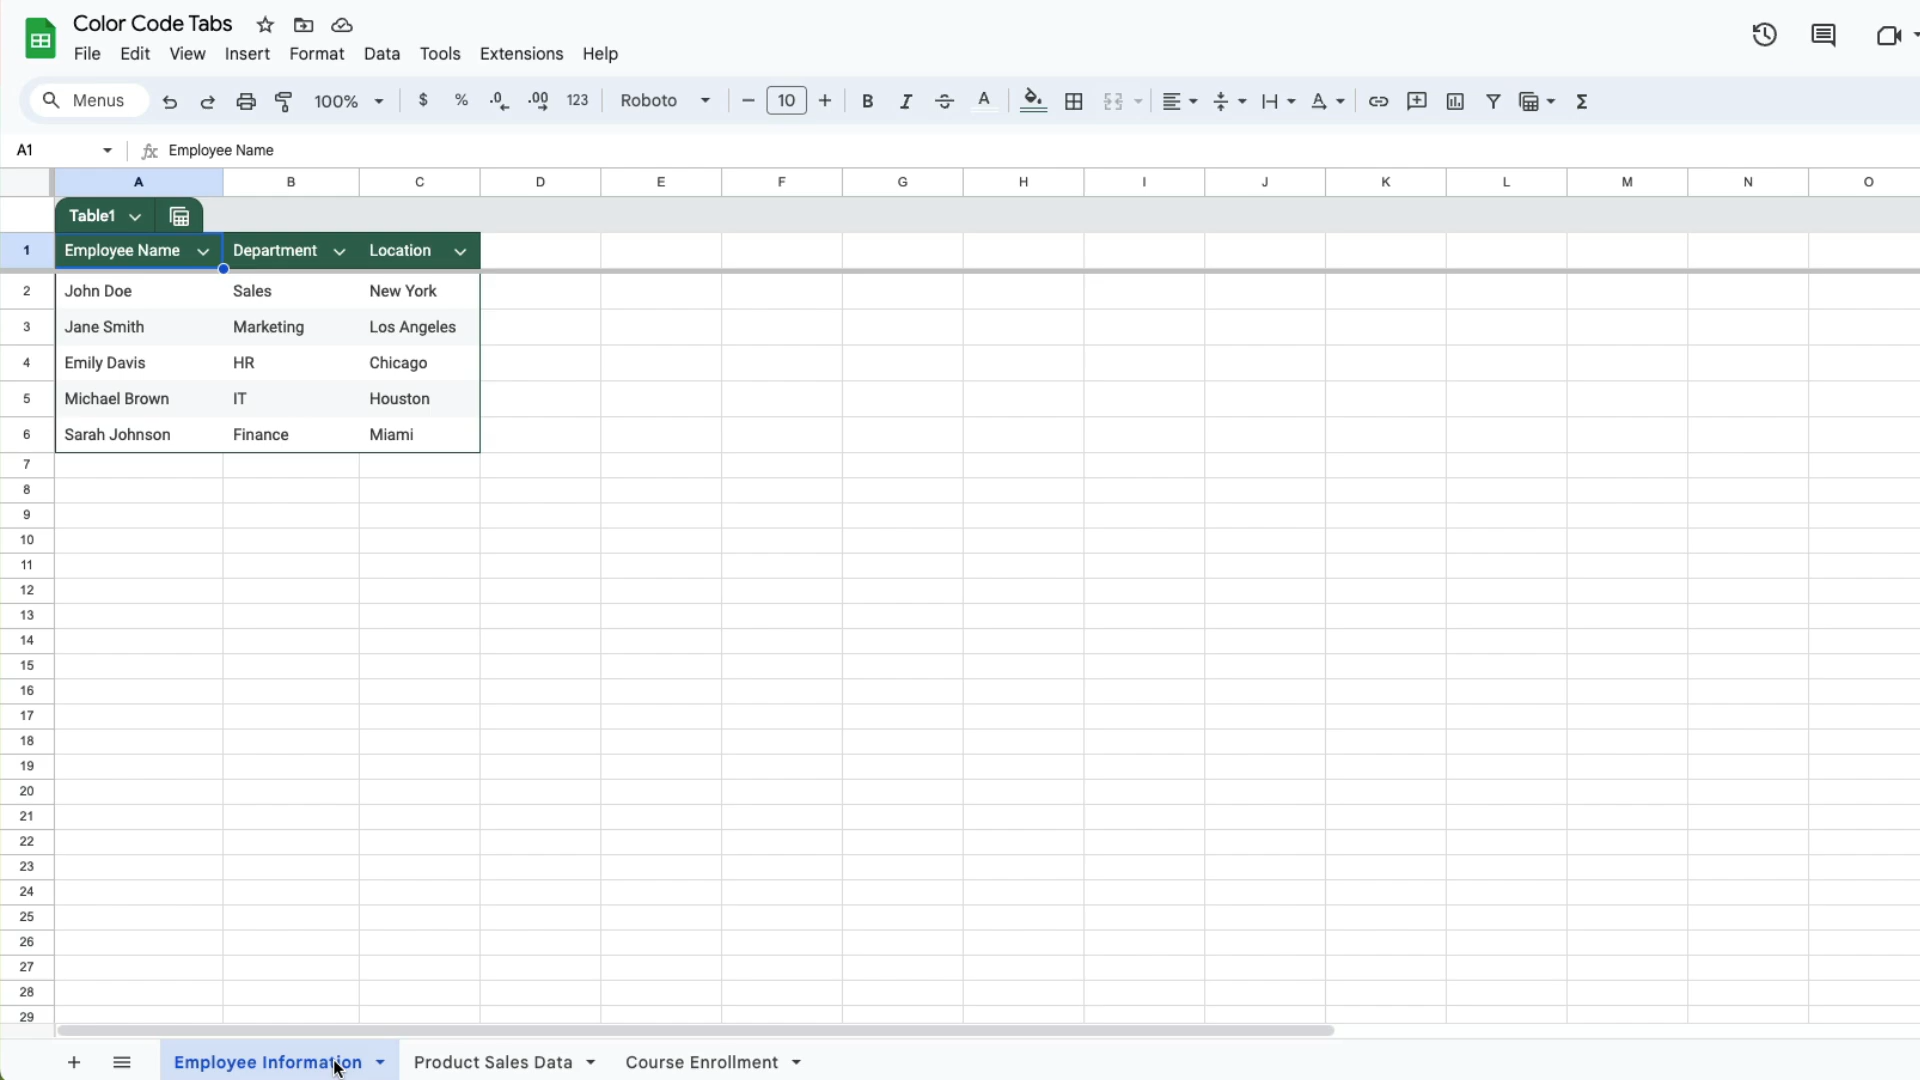 Color Code Tabs
File Edit View Insert Format Data Tools Extensions Help
Menus 100% $ % .0 .00 123 Roboto 10 B I S A A Σ
A1 fx Employee Name
A B C D E F G H I J K L M N O
Table1
1 Employee Name Department Location
2 John Doe Sales New York
3 Jane Smith Marketing Los Angeles
4 Emily Davis HR Chicago
5 Michael Brown IT Houston
6 Sarah Johnson Finance Miami
7
8
9
10
11
12
13
14
15
16
17
18
19
20
21
22
23
24
25
26
27
28
29
Employee Information Product Sales Data Course Enrollment